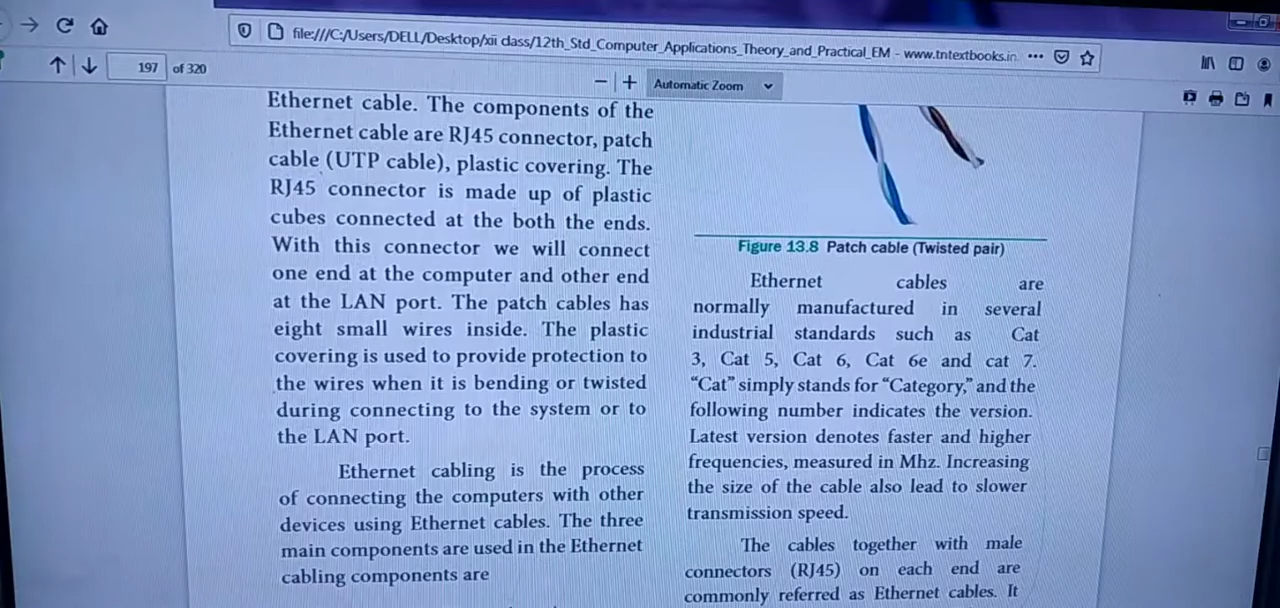 file:///C:/Users/DELL/Desktop/xii class/12th_Std_Computer_Applications_Theory_and_Practical_EM - www.tntextbooks.in
197 of 320
Automatic Zoom
Ethernet cable. The components of the
Ethernet cable are RJ45 connector, patch
cable (UTP cable), plastic covering. The
RJ45 connector is made up of plastic
cubes connected at the both the ends.
With this connector we will connect
one end at the computer and other end
at the LAN port. The patch cables has
eight small wires inside. The plastic
covering is used to provide protection to
the wires when it is bending or twisted
during connecting to the system or to
the LAN port.
Ethernet cabling is the process
of connecting the computers with other
devices using Ethernet cables. The three
main components are used in the Ethernet
cabling components are
Figure 13.8 Patch cable (Twisted pair)
Ethernet cables are
normally manufactured in several
industrial standards such as Cat
3, Cat 5, Cat 6, Cat 6e and cat 7.
“Cat” simply stands for “Category,” and the
following number indicates the version.
Latest version denotes faster and higher
frequencies, measured in Mhz. Increasing
the size of the cable also lead to slower
transmission speed.
The cables together with male
connectors (RJ45) on each end are
commonly referred as Ethernet cables. It